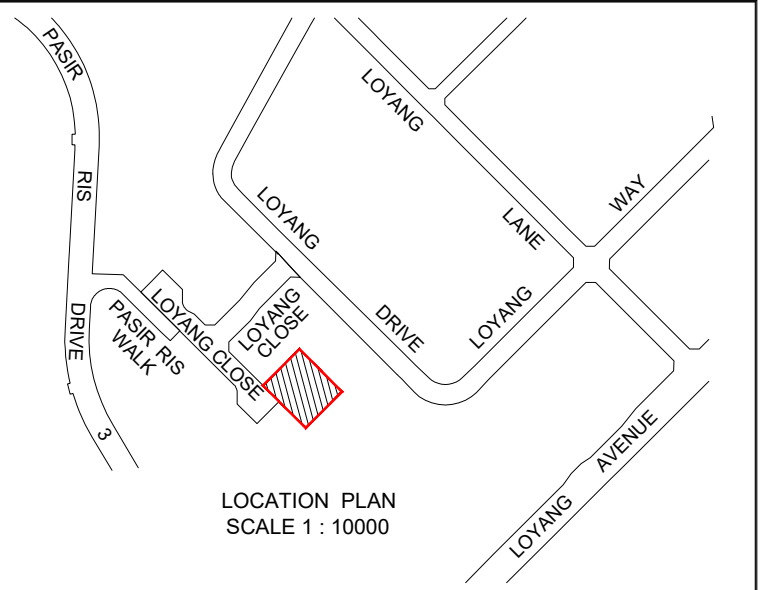 PASIR
RIS
DRIVE
3
PASIR RIS
WALK
LOYANG CLOSE
LOYANG
CLOSE
LOYANG
DRIVE
LOYANG
LANE
LOYANG
WAY
LOYANG
AVENUE
LOCATION PLAN
SCALE 1 : 10000